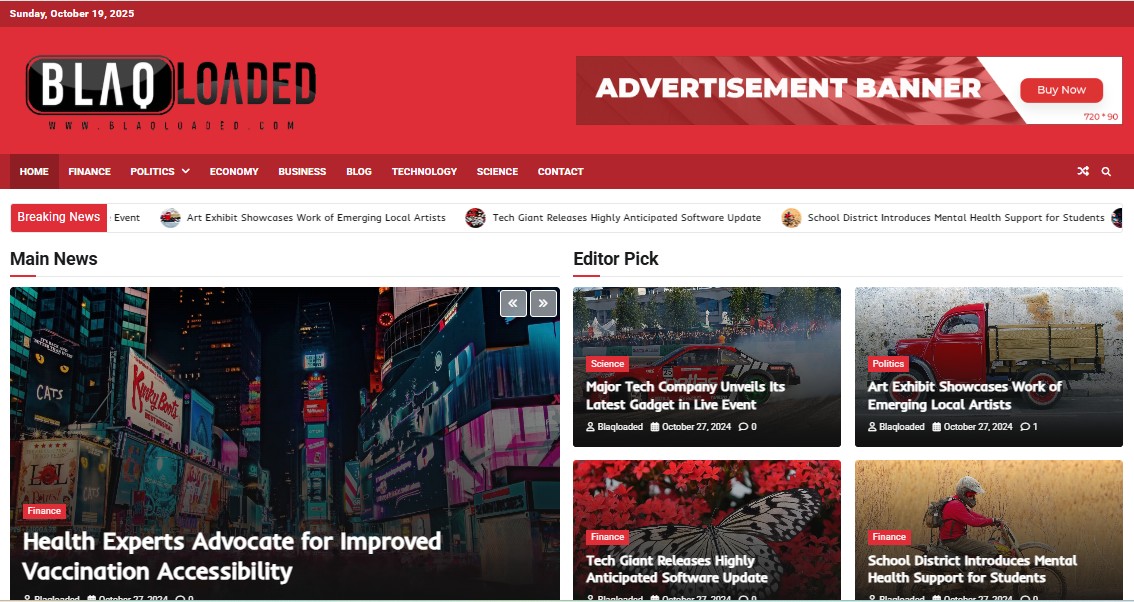 Sunday, October 19, 2025
BLAQLOADED
WWW.BLAQLOADED.COM
ADVERTISEMENT BANNER
Buy Now
720 * 90
HOME FINANCE POLITICS ECONOMY BUSINESS BLOG TECHNOLOGY SCIENCE CONTACT
Breaking News Event Art Exhibit Showcases Work of Emerging Local Artists Tech Giant Releases Highly Anticipated Software Update School District Introduces Mental Health Support for Students
Main News
CATS
Kinky Boots
LOL
CATS
Finance
Health Experts Advocate for Improved
Vaccination Accessibility
Blaqloaded October 27, 2024 0
Editor Pick
Science
Major Tech Company Unveils Its
Latest Gadget in Live Event
Blaqloaded October 27, 2024 0
Politics
Art Exhibit Showcases Work of
Emerging Local Artists
Blaqloaded October 27, 2024 1
Finance
Tech Giant Releases Highly
Anticipated Software Update
Blaqloaded October 27, 2024 0
Finance
School District Introduces Mental
Health Support for Students
Blaqloaded October 27, 2024 0